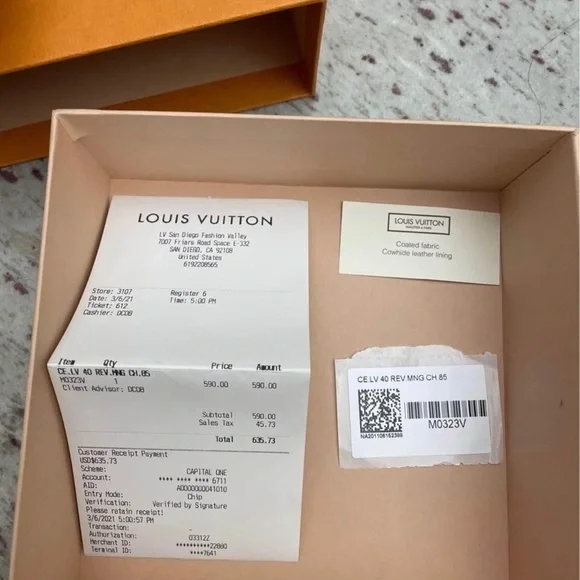 LOUIS VUITTON
LV San Diego Fashion Valley
7007 Friars Road Space E-332
SAN DIEGO, CA 92108
United States
6192208565
Store: 3107 Register 6
Date: 3/6/21 Time: 5:00 PM
Ticket: 612
Cashier: DC08
Item Qty Price Amount
CE.LV 40 REV.MNG CH.85
M0323V 1 590.00 590.00
Client Advisor: DC08
Subtotal 590.00
Sales Tax 45.73
Total 635.73
Customer Receipt Payment
USD$635.73
Scheme: CAPITAL ONE
Account: **** **** **** 6711
AID: A0000000041010
Entry Mode: Chip
Verification: Verified by Signature
Please retain receipt:
3/6/2021 5:00:57 PM
Transaction: -
Authorization: 03312Z
Merchant ID: **********22880
Terminal ID: ****7641
LOUIS VUITTON
Coated fabric
Cowhide leather lining
CE.LV 40 REV.MNG CH.85
M0323V